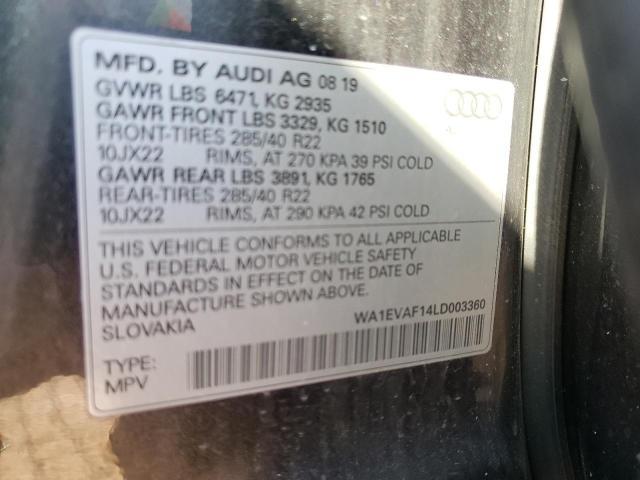 MFD. BY AUDI AG 08 19
GVWR LBS 6471, KG 2935
GAWR FRONT LBS 3329, KG 1510
FRONT-TIRES 285/40 R22
10JX22 RIMS, AT 270 KPA 39 PSI COLD
GAWR REAR LBS 3891, KG 1765
REAR-TIRES 285/40 R22
10JX22 RIMS, AT 290 KPA 42 PSI COLD
THIS VEHICLE CONFORMS TO ALL APPLICABLE
U.S. FEDERAL MOTOR VEHICLE SAFETY
STANDARDS IN EFFECT ON THE DATE OF
MANUFACTURE SHOWN ABOVE.
SLOVAKIA
WA1EVAF14LD003360
TYPE:
MPV